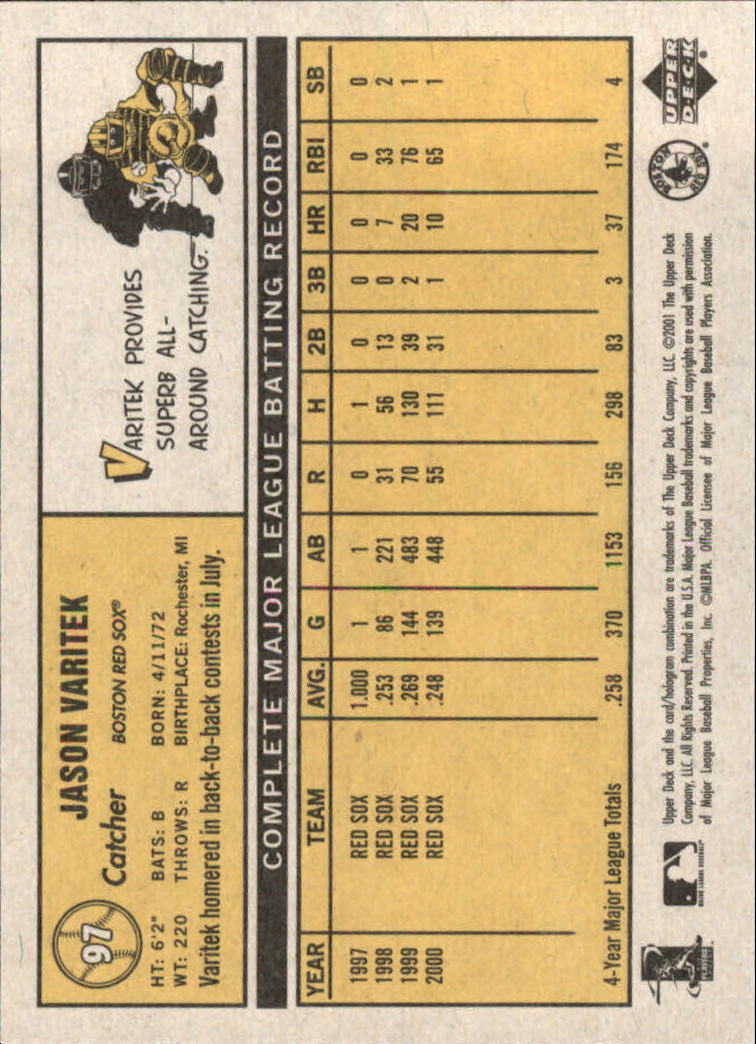 97
JASON VARITEK
Catcher BOSTON RED SOX®
HT: 6'2" BATS: B BORN: 4/11/72
WT: 220 THROWS: R BIRTHPLACE: Rochester, MI
Varitek homered in back-to-back contests in July.
VARITEK PROVIDES
SUPERB ALL-
AROUND CATCHING.
COMPLETE MAJOR LEAGUE BATTING RECORD
YEAR TEAM AVG. G AB R H 2B 3B HR RBI SB
1997 RED SOX 1.000 1 1 0 1 0 0 0 0 0
1998 RED SOX .253 86 221 31 56 13 0 7 33 2
1999 RED SOX .269 144 483 70 130 39 2 20 76 1
2000 RED SOX .248 139 448 55 111 31 1 10 65 1
4-Year Major League Totals .258 370 1153 156 298 83 3 37 174 4
PLAYERS
MAJOR LEAGUE BASEBALL
Upper Deck and the card/hologram combination are trademarks of The Upper Deck Company, LLC. ©2001 The Upper Deck
Company, LLC. All Rights Reserved. Printed in the U.S.A. Major League Baseball trademarks and copyrights are used with permission
of Major League Baseball Properties, Inc. ©MLBPA. Official Licensee of Major League Baseball Players Association.
BOSTON
RED SOX®
UPPER
DECK®